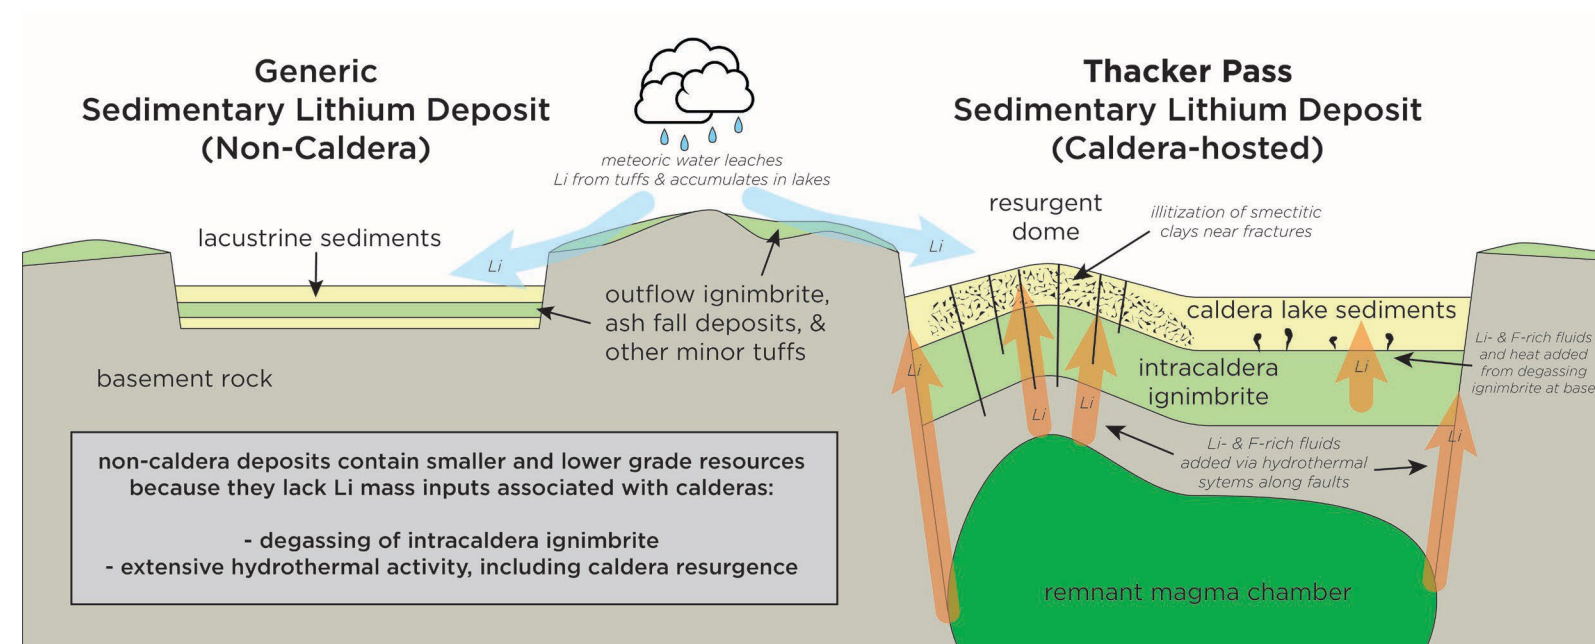 Generic
Sedimentary Lithium Deposit
(Non-Caldera)
meteoric water leaches
Li from tuffs & accumulates in lakes
Thacker Pass
Sedimentary Lithium Deposit
(Caldera-hosted)
lacustrine sediments
Li
Li
resurgent
dome
illitization of smectitic
clays near fractures
outflow ignimbrite,
ash fall deposits, &
other minor tuffs
basement rock
caldera lake sediments
intracaldera
ignimbrite
Li- & F-rich fluids
and heat added
from degassing
ignimbrite at base
Li
Li
Li
Li
Li
Li- & F-rich fluids
added via hydrothermal
sytems along faults
non-caldera deposits contain smaller and lower grade resources
because they lack Li mass inputs associated with calderas:
- degassing of intracaldera ignimbrite
- extensive hydrothermal activity, including caldera resurgence
remnant magma chamber